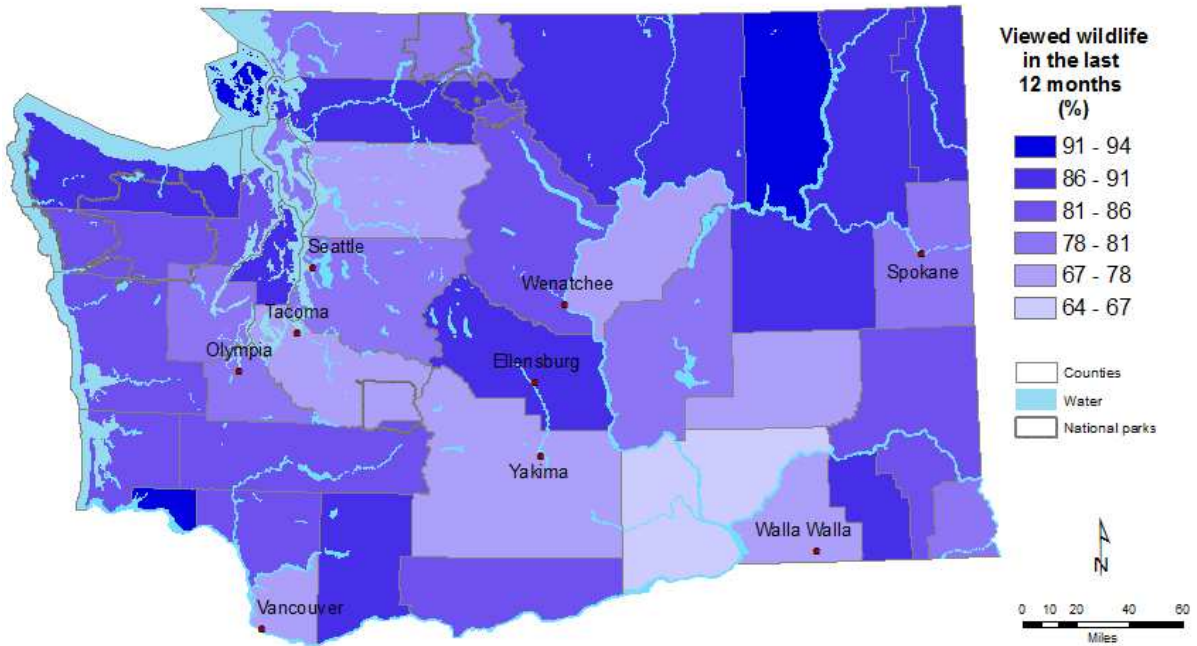 Viewed wildlife
in the last
12 months
(%)
91 - 94
86 - 91
81 - 86
78 - 81
67 - 78
64 - 67
Counties
Water
National parks
Seattle
Wenatchee
Spokane
Tacoma
Olympia
Ellensburg
Yakima
Walla Walla
Vancouver
N
0 10 20 40 60
Miles